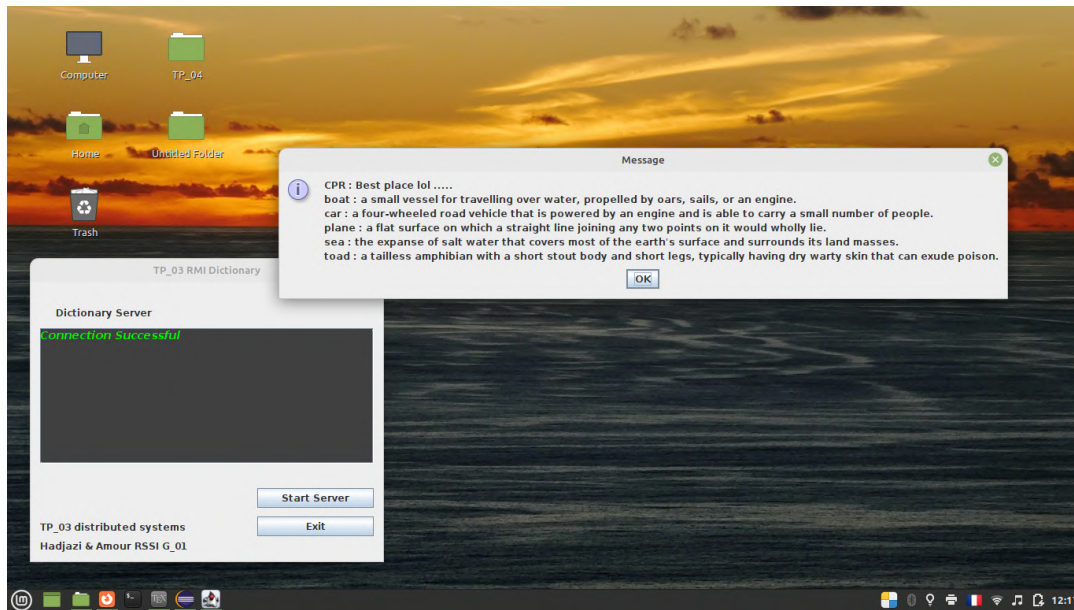 Computer
TP_04
Home
Untitled Folder
Trash
Message
CPR : Best place lol .....
boat : a small vessel for travelling over water, propelled by oars, sails, or an engine.
car : a four-wheeled road vehicle that is powered by an engine and is able to carry a small number of people.
plane : a flat surface on which a straight line joining any two points on it would wholly lie.
sea : the expanse of salt water that covers most of the earth's surface and surrounds its land masses.
toad : a tailless amphibian with a short stout body and short legs, typically having dry warty skin that can exude poison.
OK
TP_03 RMI Dictionary
Dictionary Server
Connection Successful
Start Server
TP_03 distributed systems
Exit
Hadjazi & Amour RSSI G_01
12:1